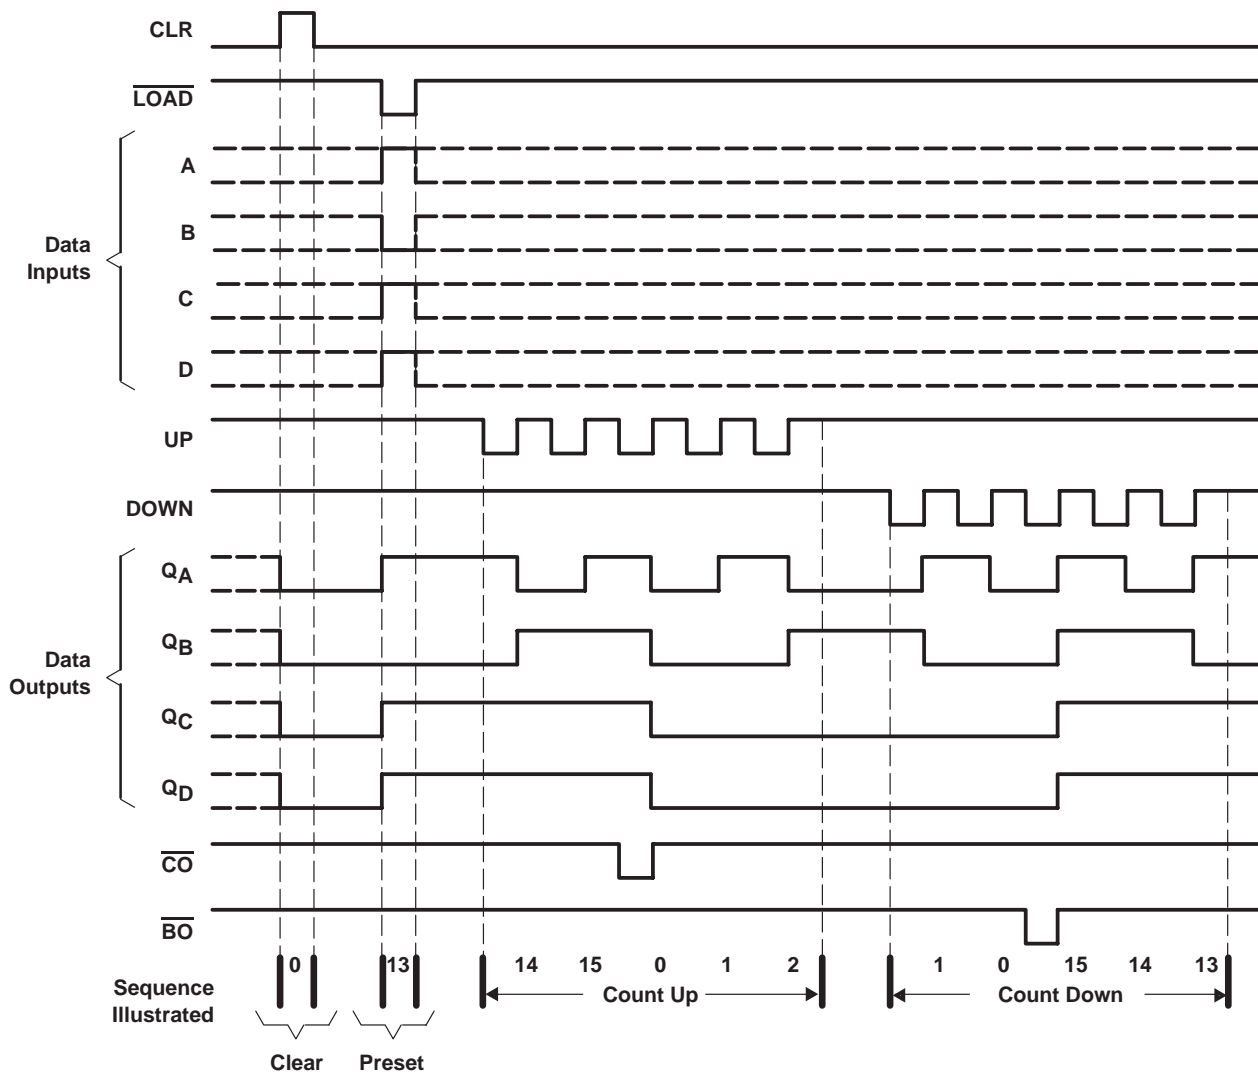 CLR
LOAD
A
B
Data
Inputs
C
D
UP
DOWN
QA
QB
Data
Outputs
QC
QD
CO
BO
0 13 14 15 0 1 2 1 0 15 14 13
Sequence
Illustrated
Count Up
Count Down
Clear
Preset